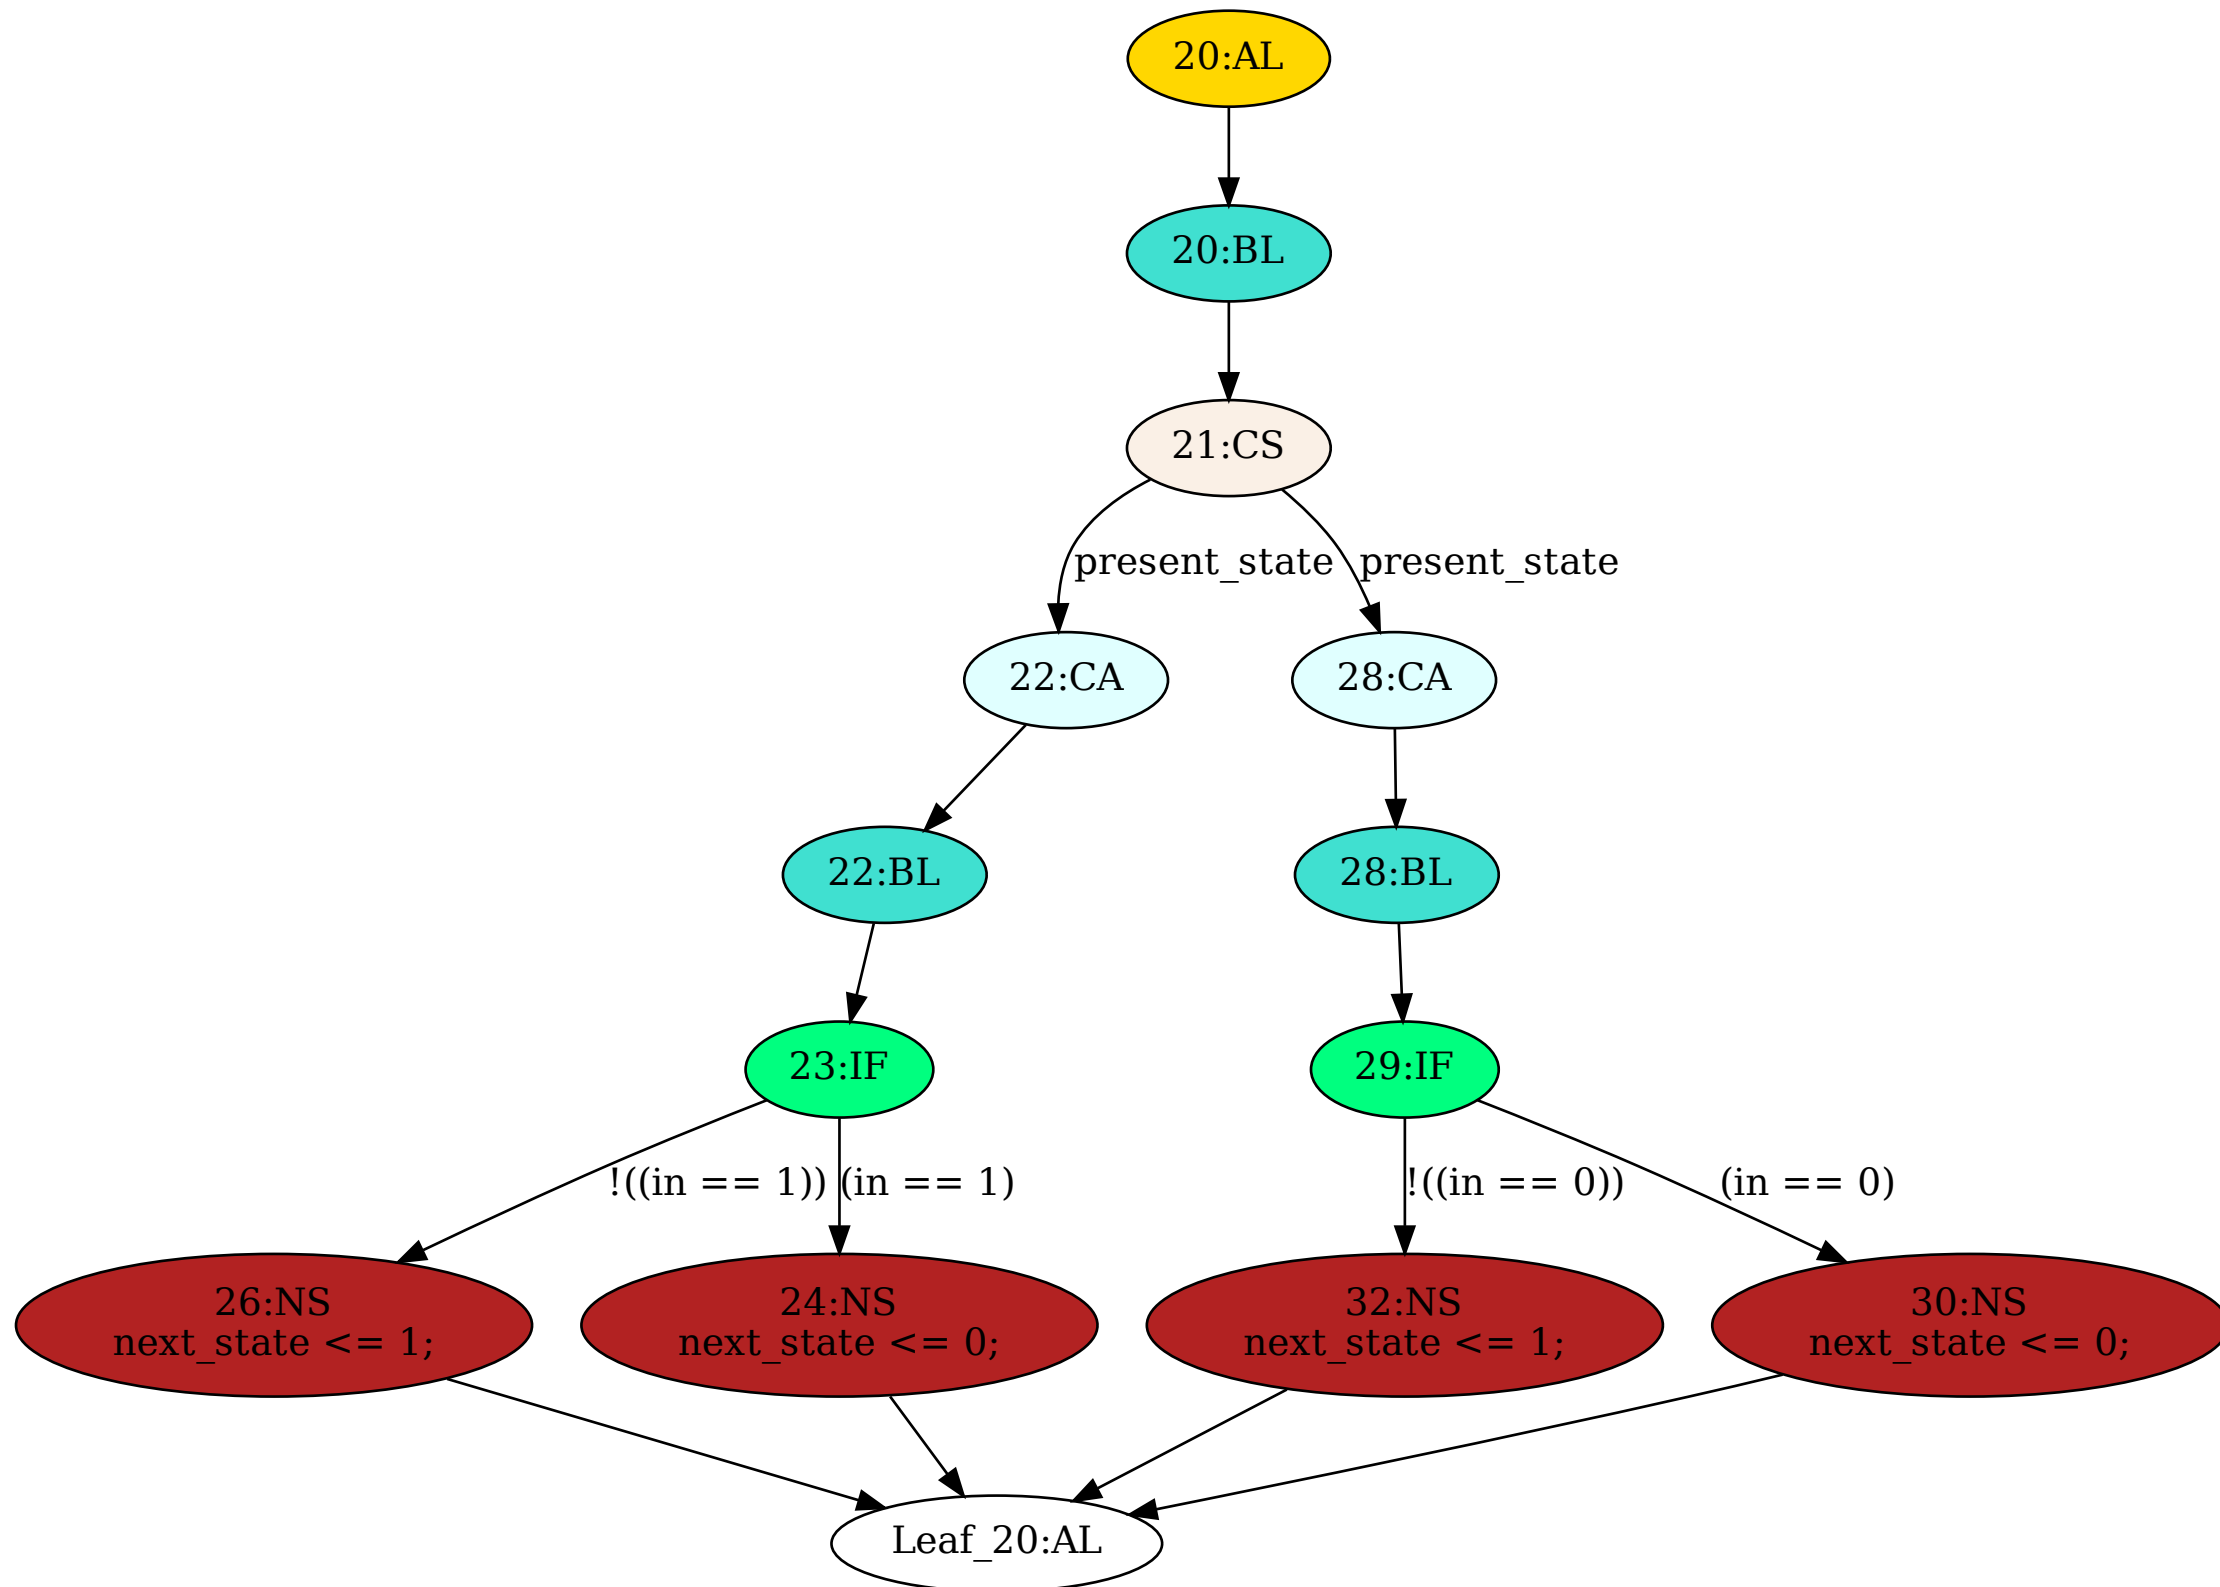 20:AL
20:BL
21:CS
present_state
present_state
22:CA
28:CA
22:BL
28:BL
23:IF
29:IF
!((in == 1))
(in == 1)
!((in == 0))
(in == 0)
26:NS
next_state <= 1;
24:NS
next_state <= 0;
32:NS
next_state <= 1;
30:NS
next_state <= 0;
Leaf_20:AL